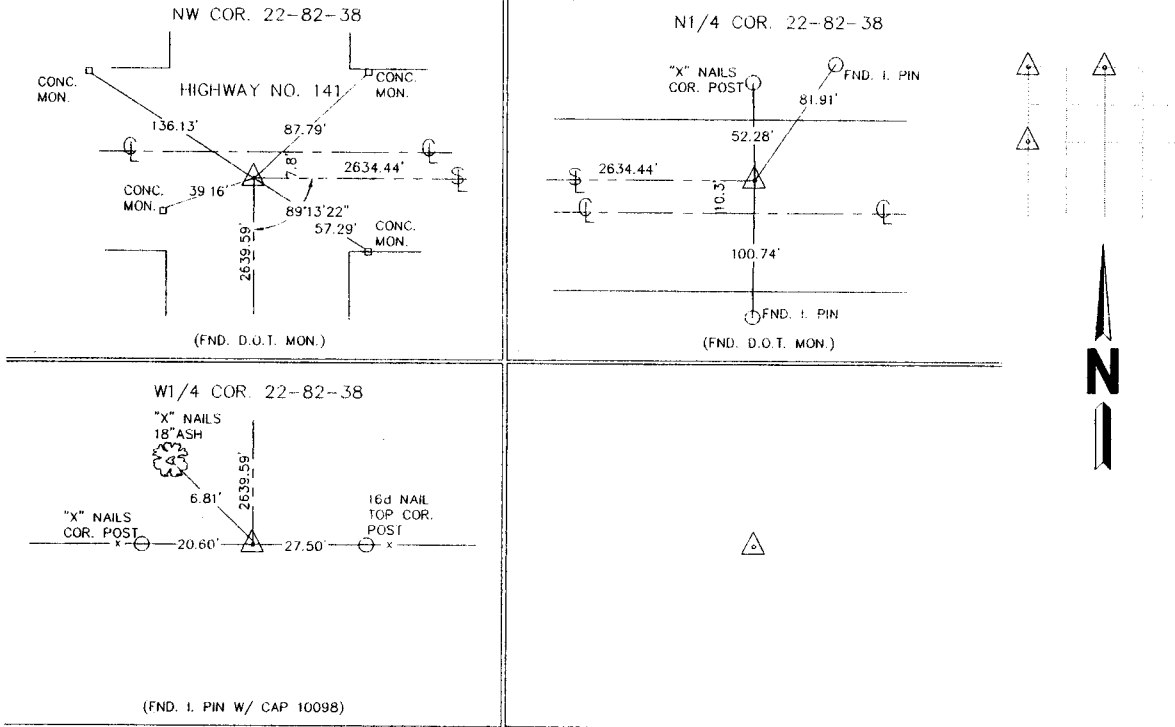 NW COR. 22-82-38
CONC.
MON.
HIGHWAY NO. 141
CONC.
MON.
136.13'
87.79'
7.8'
2634.44'
CONC.
MON.
39.16'
89°13'22"
57.29'
CONC.
MON.
2639.59'
(FND. D.O.T. MON.)
N1/4 COR. 22-82-38
"X" NAILS
COR. POST
FND. I. PIN
81.91'
52.28'
2634.44'
10.3'
100.74'
FND. I. PIN
(FND. D.O.T. MON.)
N
W1/4 COR. 22-82-38
"X" NAILS
18"ASH
2639.59'
6.81'
"X" NAILS
COR. POST
16d NAIL
TOP COR.
POST
x
20.60'
27.50'
x
(FND. I. PIN W/ CAP 10098)